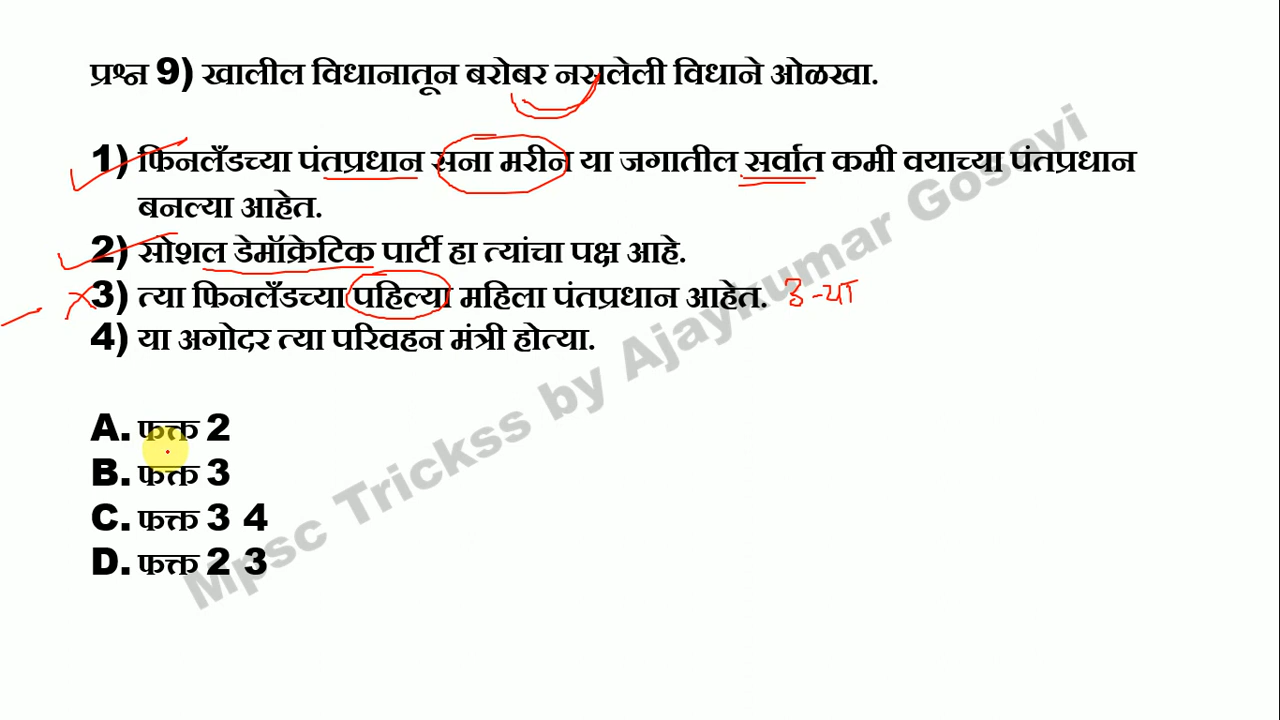 प्रश्न 9) खालील विधानातून बरोबर नसलेली विधाने ओळखा.
1) फिनलँडच्या पंतप्रधान सना मरीन या जगातील सर्वात कमी वयाच्या पंतप्रधान
बनल्या आहेत.
2) सोशल डेमॉक्रेटिक पार्टी हा त्यांचा पक्ष आहे.
3) त्या फिनलँडच्या पहिल्या महिला पंतप्रधान आहेत. 3-या
4) या अगोदर त्या परिवहन मंत्री होत्या.
A. फक्त 2
B. फक्त 3
C. फक्त 3 4
D. फक्त 2 3
Mpsc Trickss by Ajaykumar Gosovi